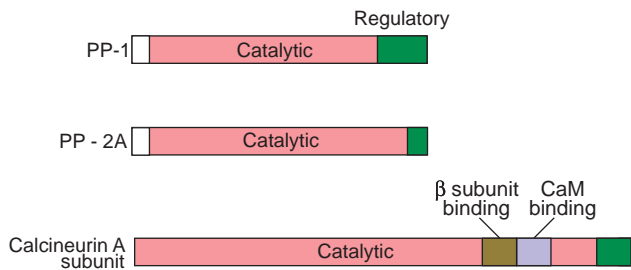 Regulatory
PP-1
Catalytic
PP - 2A
Catalytic
β subunit
binding
CaM
binding
Calcineurin A
subunit
Catalytic